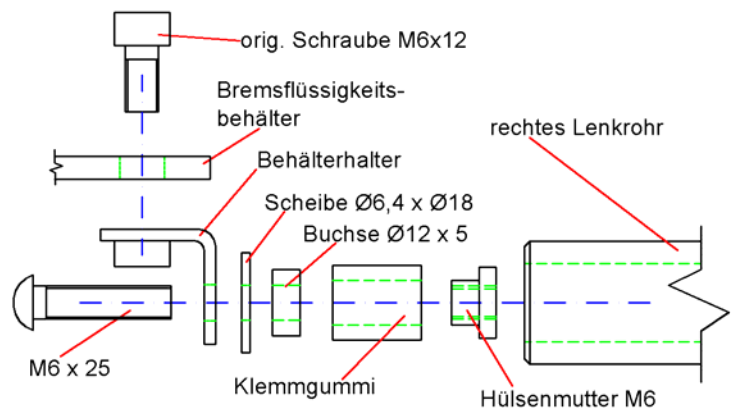 orig. Schraube M6x12
Bremsflüssigkeits-
behälter
rechtes Lenkrohr
Behälterhalter
Scheibe Ø6,4 x Ø18
Buchse Ø12 x 5
M6 x 25
Klemmgummi
Hülsenmutter M6